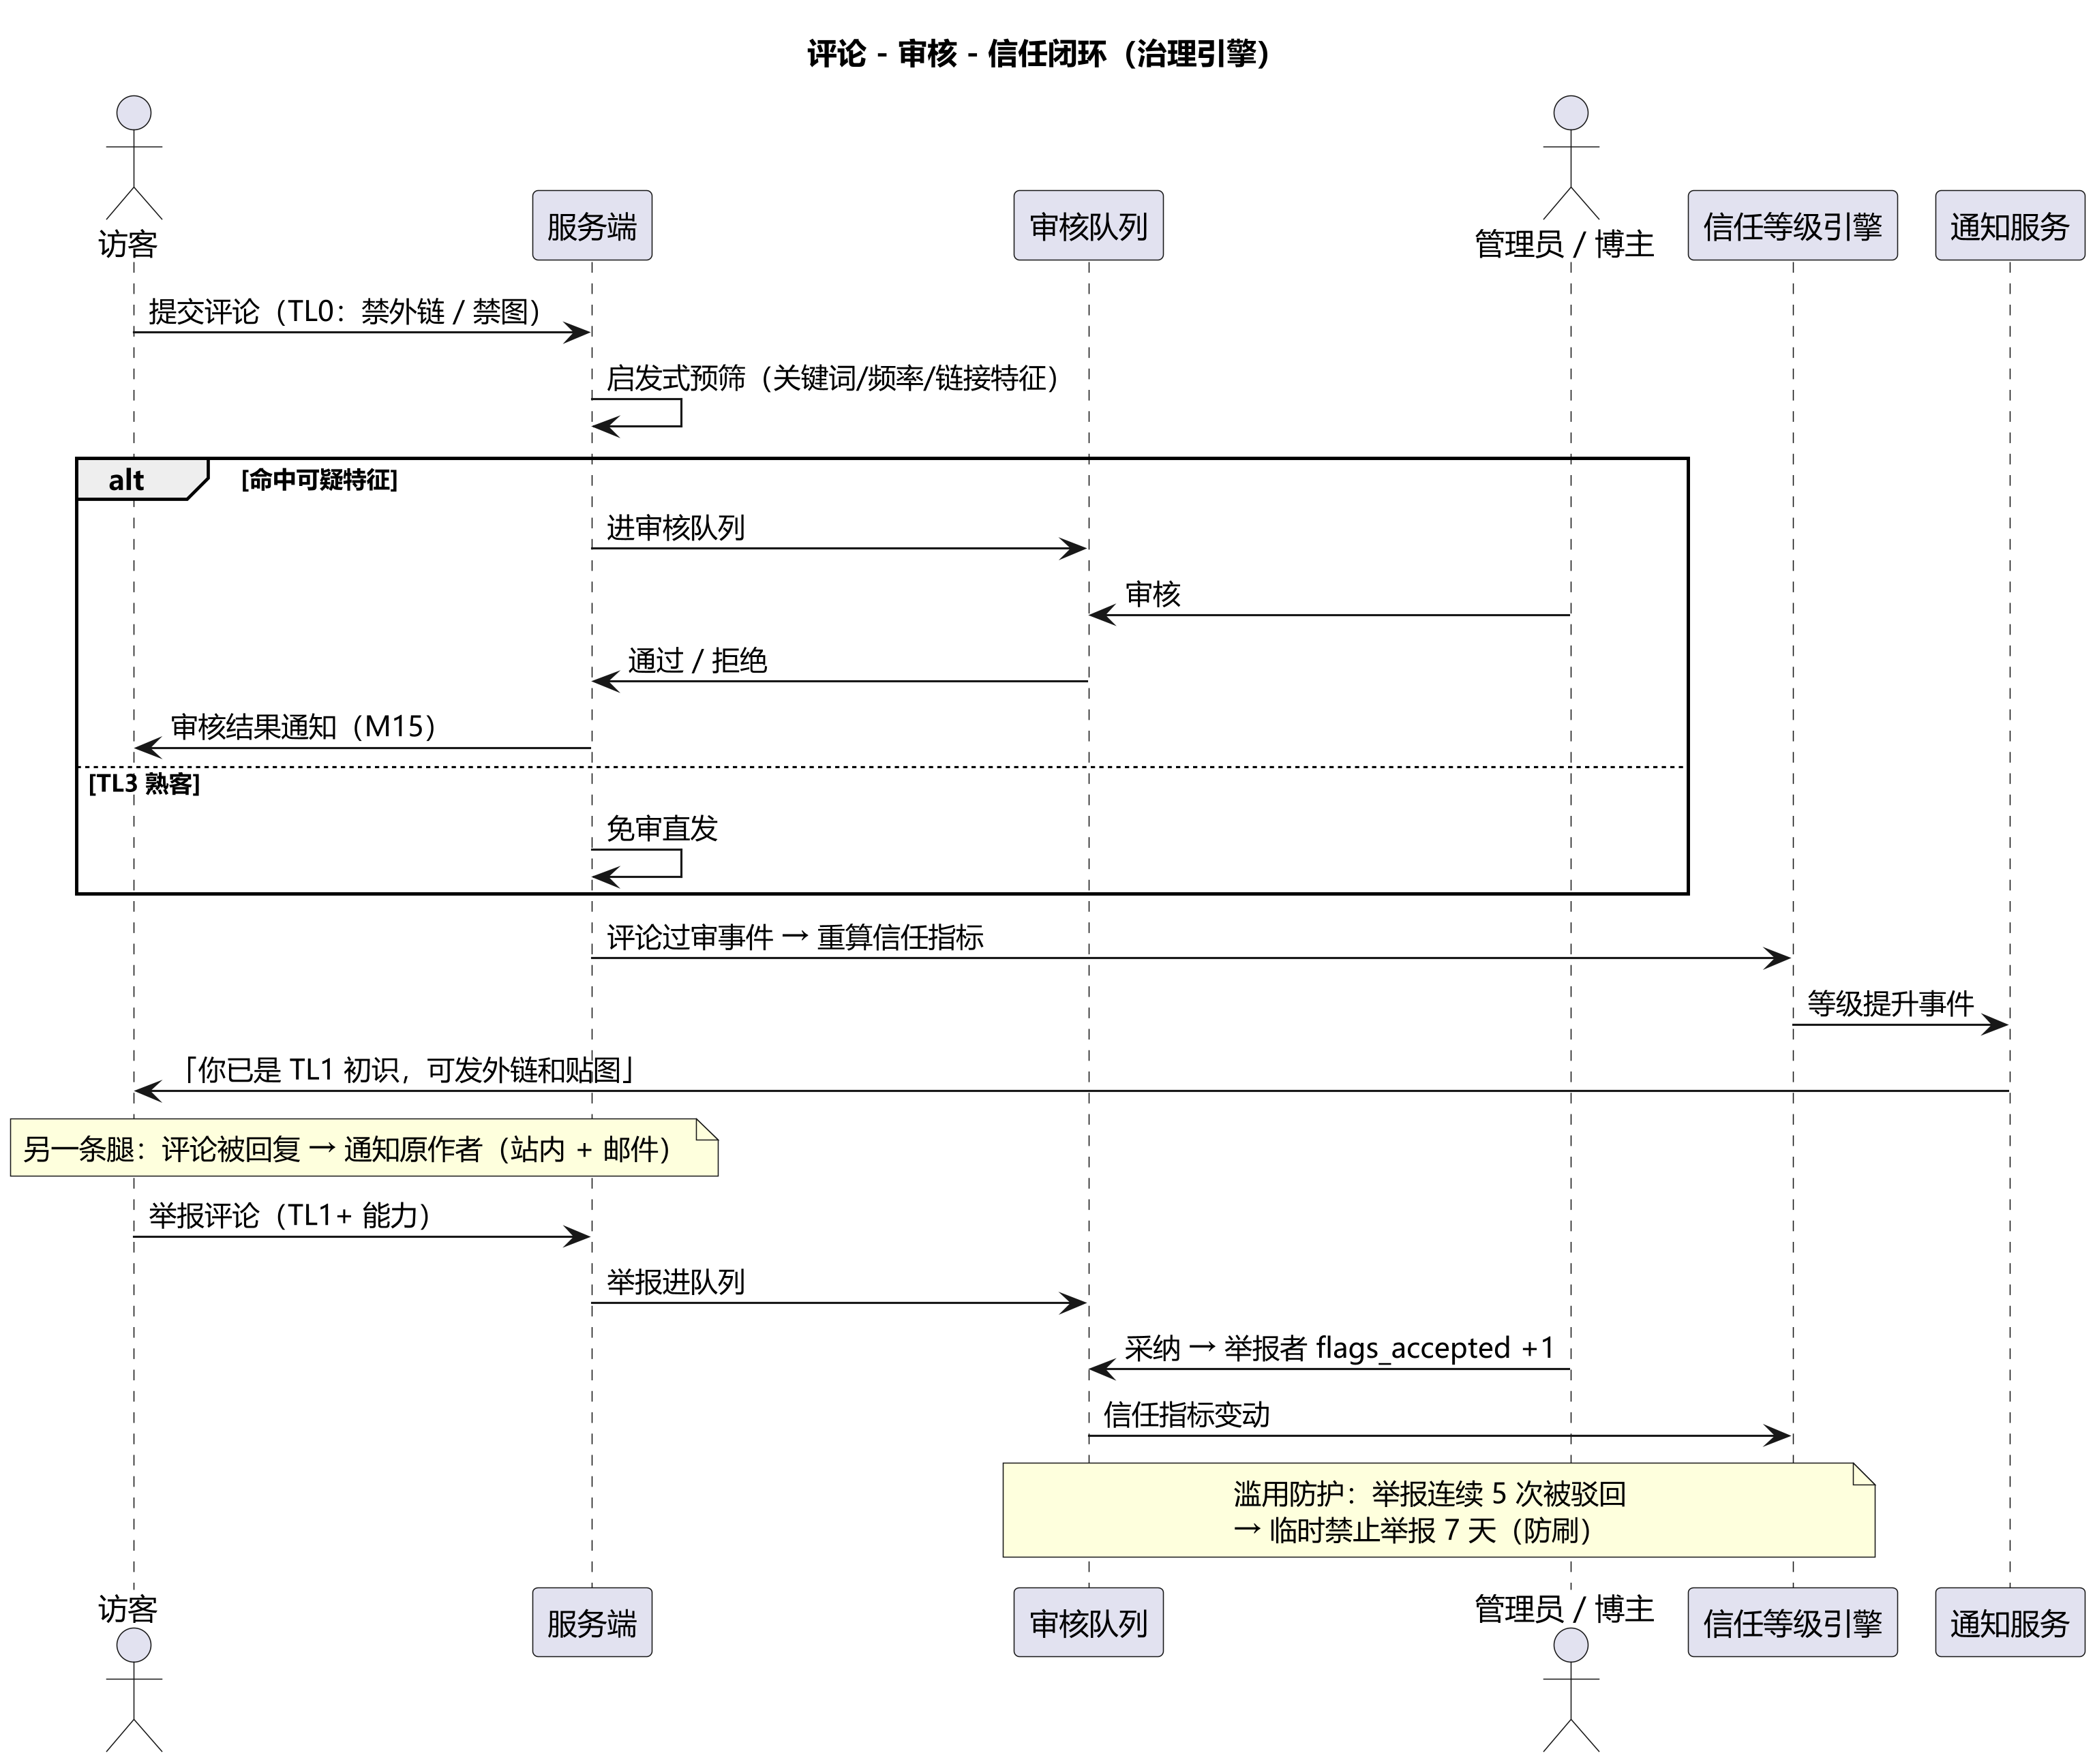 评论 - 审核 - 信任闭环（治理引擎）
访客
服务端
审核队列
管理员 / 博主
信任等级引擎
通知服务
提交评论（TL0：禁外链 / 禁图）
启发式预筛（关键词/频率/链接特征）
alt
[命中可疑特征]
进审核队列
审核
通过 / 拒绝
审核结果通知（M15）
[TL3 熟客]
免审直发
评论过审事件 → 重算信任指标
等级提升事件
「你已是 TL1 初识，可发外链和贴图」
另一条腿：评论被回复 → 通知原作者（站内 + 邮件）
举报评论（TL1+ 能力）
举报进队列
采纳 → 举报者 flags_accepted +1
信任指标变动
滥用防护：举报连续 5 次被驳回
→ 临时禁止举报 7 天（防刷）
访客
服务端
审核队列
管理员 / 博主
信任等级引擎
通知服务